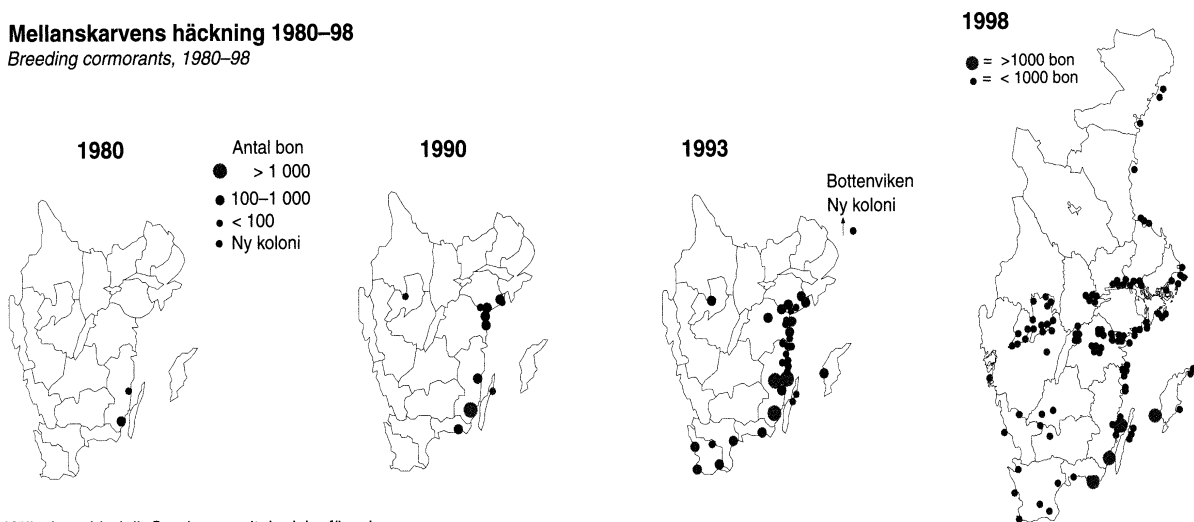 Mellanskarvens häckning 1980–98
Breeding cormorants, 1980–98
1980
Antal bon
> 1 000
100–1 000
< 100
Ny koloni
1990
1993
Bottenviken
Ny koloni
1998
= >1000 bon
= < 1000 bon